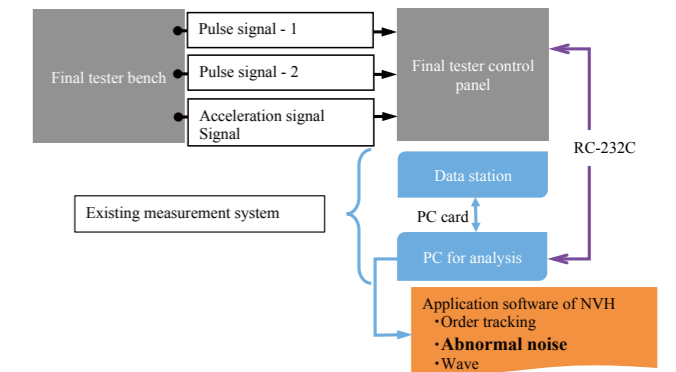 Pulse signal - 1
Final tester bench
Pulse signal - 2
Final tester control
panel
Acceleration signal
Signal
RC-232C
Data station
Existing measurement system
PC card
PC for analysis
Application software of NVH
・Order tracking
・Abnormal noise
・Wave